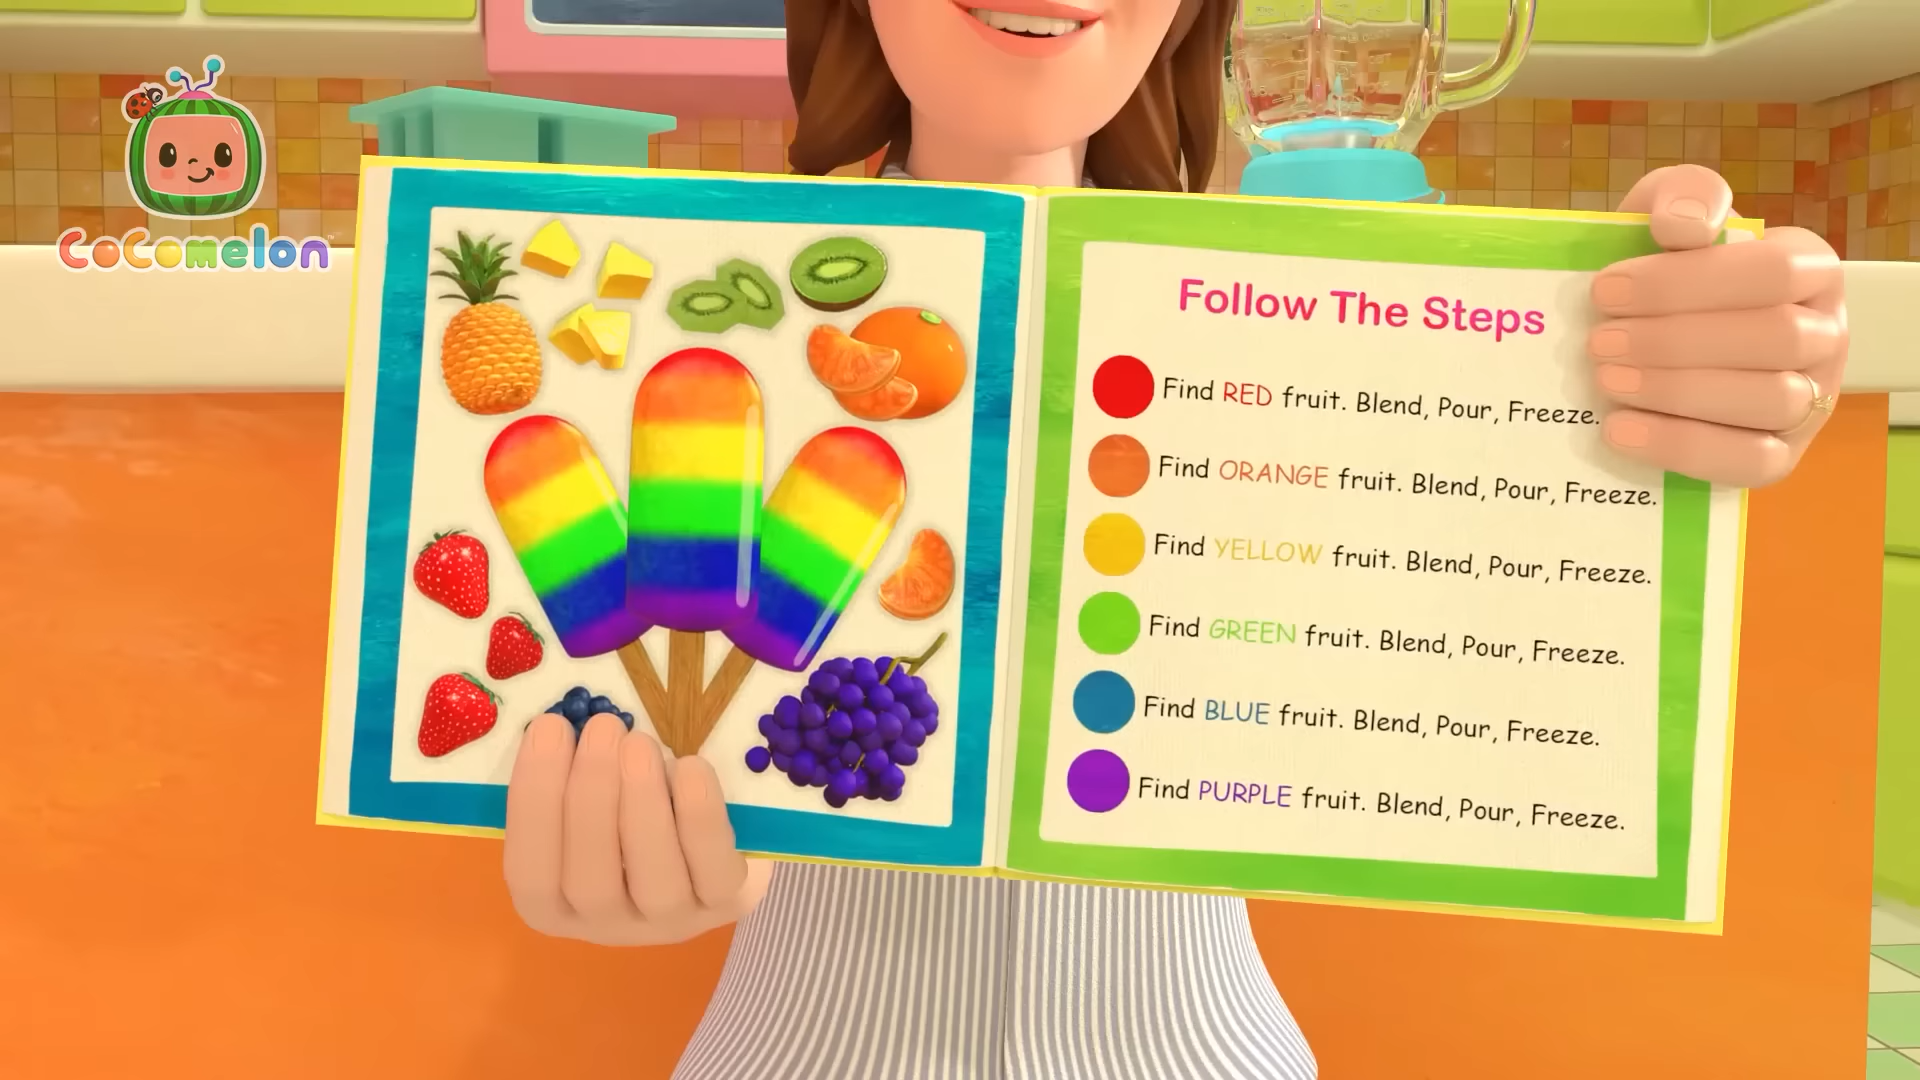 CoComelon™
Follow The Steps
Find RED fruit. Blend, Pour, Freeze.
Find ORANGE fruit. Blend, Pour, Freeze.
Find YELLOW fruit. Blend, Pour, Freeze.
Find GREEN fruit. Blend, Pour, Freeze.
Find BLUE fruit. Blend, Pour, Freeze.
Find PURPLE fruit. Blend, Pour, Freeze.